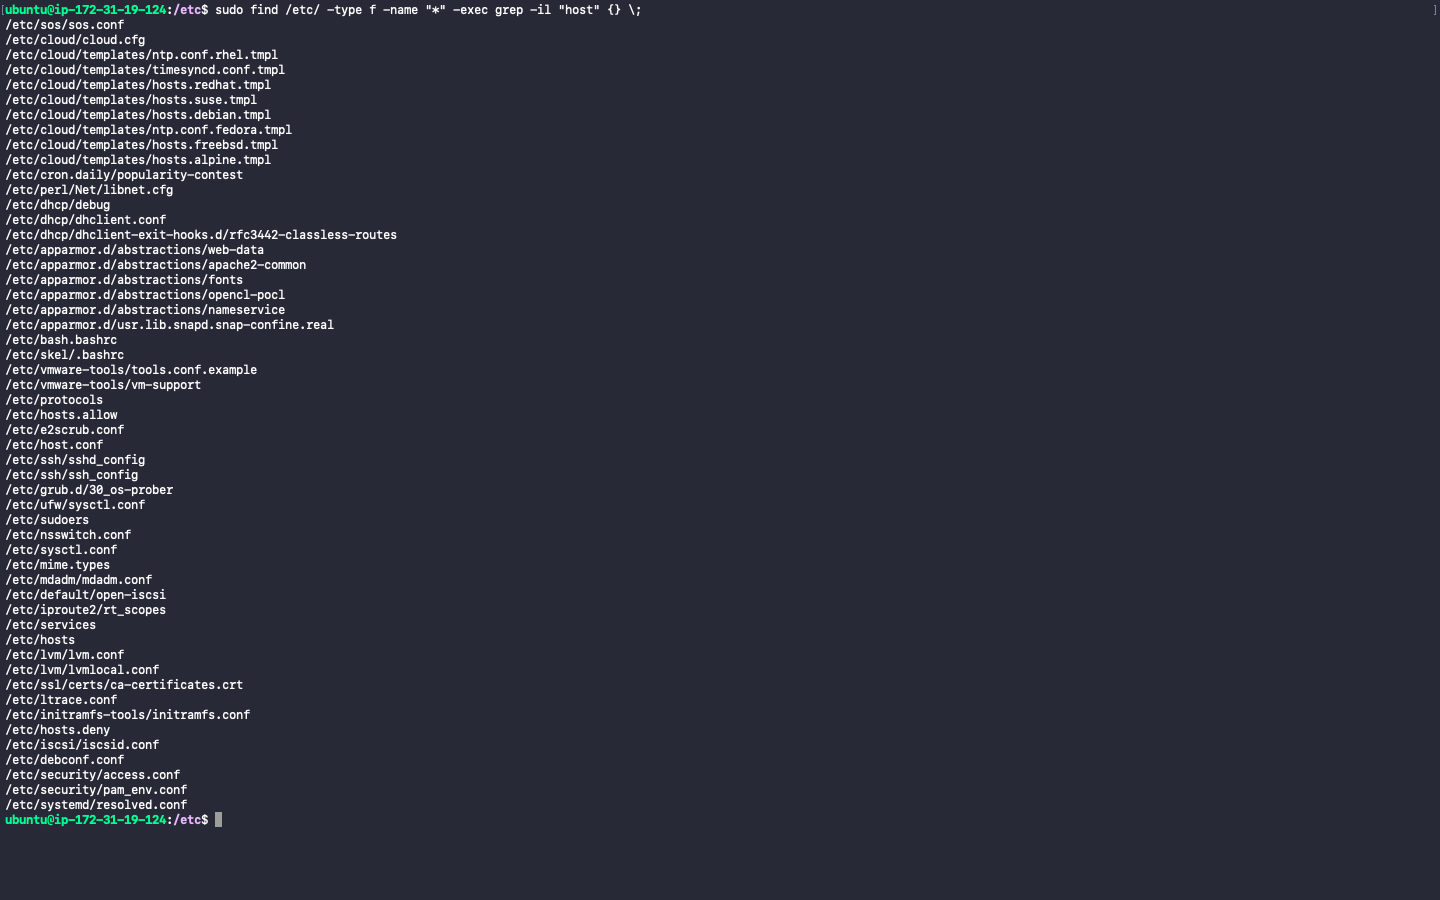 [ubuntu@ip-172-31-19-124:/etc$ sudo find /etc/ -type f -name "*" -exec grep -il "host" {} \; ]
/etc/sos/sos.conf
/etc/cloud/cloud.cfg
/etc/cloud/templates/ntp.conf.rhel.tmpl
/etc/cloud/templates/timesyncd.conf.tmpl
/etc/cloud/templates/hosts.redhat.tmpl
/etc/cloud/templates/hosts.suse.tmpl
/etc/cloud/templates/hosts.debian.tmpl
/etc/cloud/templates/ntp.conf.fedora.tmpl
/etc/cloud/templates/hosts.freebsd.tmpl
/etc/cloud/templates/hosts.alpine.tmpl
/etc/cron.daily/popularity-contest
/etc/perl/Net/libnet.cfg
/etc/dhcp/debug
/etc/dhcp/dhclient.conf
/etc/dhcp/dhclient-exit-hooks.d/rfc3442-classless-routes
/etc/apparmor.d/abstractions/web-data
/etc/apparmor.d/abstractions/apache2-common
/etc/apparmor.d/abstractions/fonts
/etc/apparmor.d/abstractions/opencl-pocl
/etc/apparmor.d/abstractions/nameservice
/etc/apparmor.d/usr.lib.snapd.snap-confine.real
/etc/bash.bashrc
/etc/skel/.bashrc
/etc/vmware-tools/tools.conf.example
/etc/vmware-tools/vm-support
/etc/protocols
/etc/hosts.allow
/etc/e2scrub.conf
/etc/host.conf
/etc/ssh/sshd_config
/etc/ssh/ssh_config
/etc/grub.d/30_os-prober
/etc/ufw/sysctl.conf
/etc/sudoers
/etc/nsswitch.conf
/etc/sysctl.conf
/etc/mime.types
/etc/mdadm/mdadm.conf
/etc/default/open-iscsi
/etc/iproute2/rt_scopes
/etc/services
/etc/hosts
/etc/lvm/lvm.conf
/etc/lvm/lvmlocal.conf
/etc/ssl/certs/ca-certificates.crt
/etc/ltrace.conf
/etc/initramfs-tools/initramfs.conf
/etc/hosts.deny
/etc/iscsi/iscsid.conf
/etc/debconf.conf
/etc/security/access.conf
/etc/security/pam_env.conf
/etc/systemd/resolved.conf
ubuntu@ip-172-31-19-124:/etc$